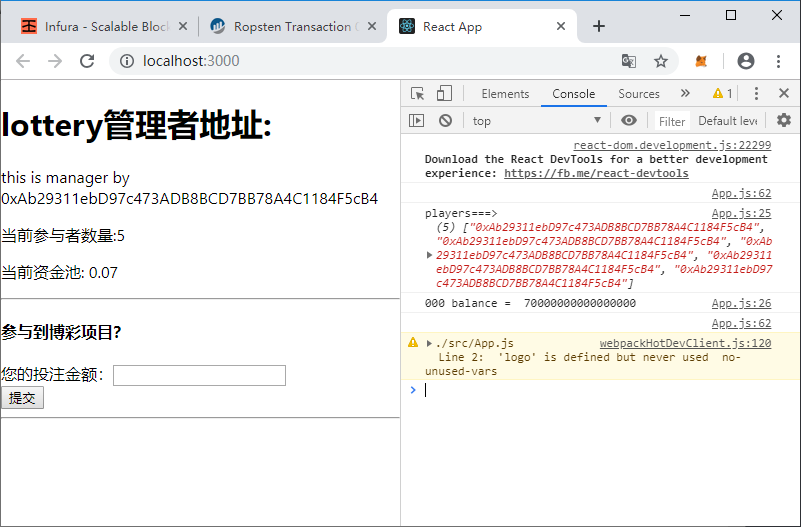 Infura - Scalable Block
Ropsten Transaction
React App
localhost:3000
lottery管理者地址:
this is manager by
0xAb29311ebD97c473ADB8BCD7BB78A4C1184F5cB4
当前参与者数量:5
当前资金池: 0.07
参与到博彩项目？
您的投注金额：
提交
Elements Console Sources 1
top Filter Default leve
react-dom.development.js:22299
Download the React DevTools for a better development
experience: https://fb.me/react-devtools
App.js:62
players===> App.js:25
(5) ["0xAb29311ebD97c473ADB8BCD7BB78A4C1184F5cB4",
"0xAb29311ebD97c473ADB8BCD7BB78A4C1184F5cB4", "0xAb
29311ebD97c473ADB8BCD7BB78A4C1184F5cB4", "0xAb29311
ebD97c473ADB8BCD7BB78A4C1184F5cB4", "0xAb29311ebD97
c473ADB8BCD7BB78A4C1184F5cB4"]
000 balance = 70000000000000000 App.js:26
App.js:62
./src/App.js webpackHotDevClient.js:120
Line 2: 'logo' is defined but never used no-
unused-vars